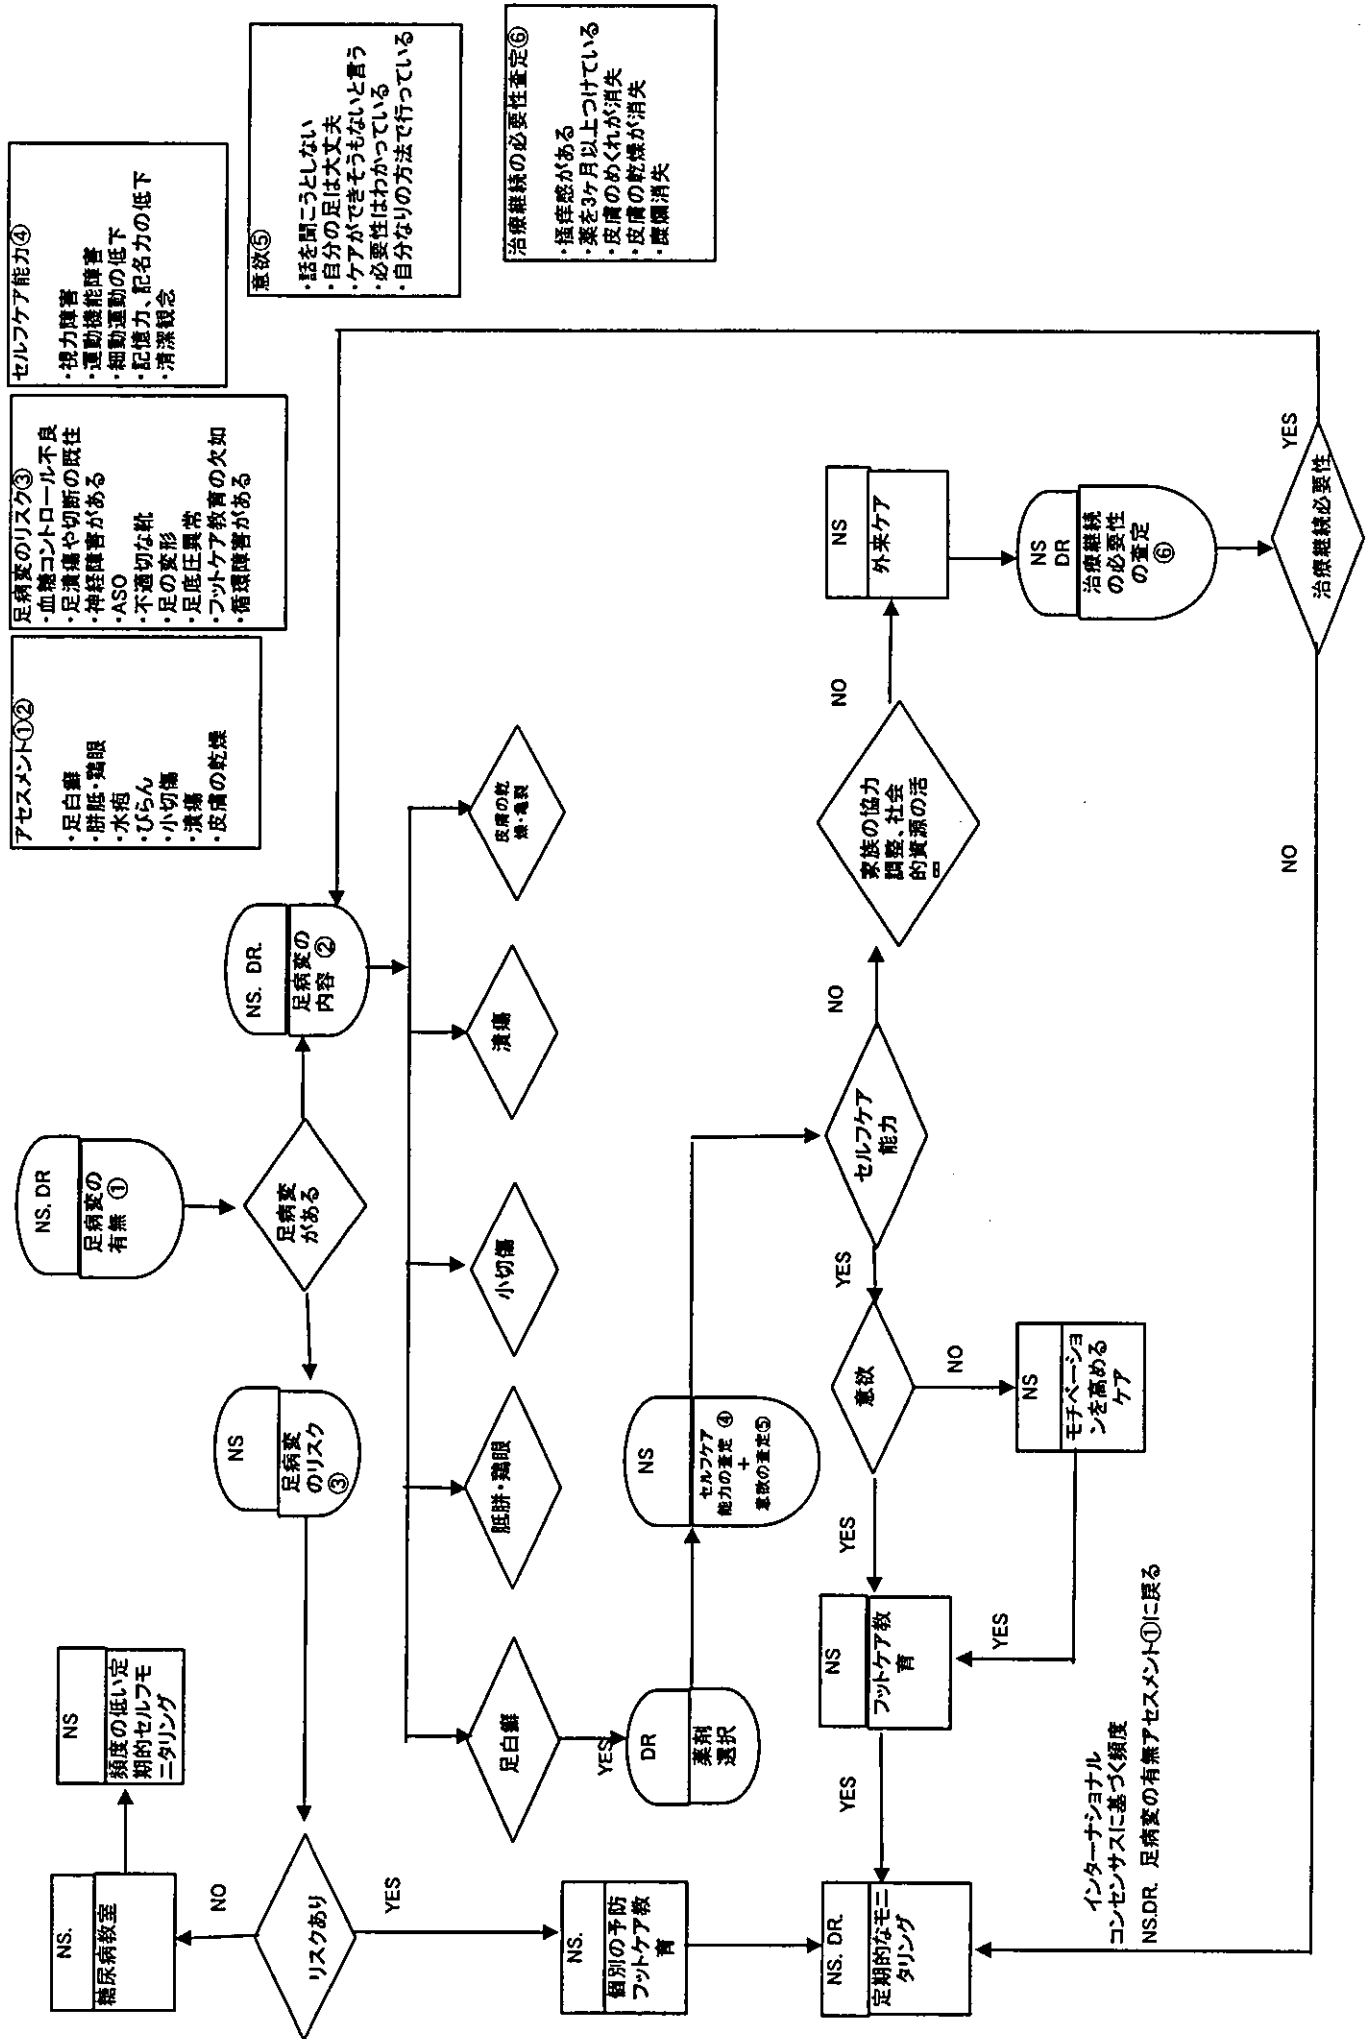 NS. DR
足病変の
有無 ①
足病変
がある
NS
足病変
のリスク
③
NS. DR.
足病変の
内容 ②
アセスメント①②
・足白癬
・胼胝・鶏眼
・水疱
・びらん
・小切傷
・潰瘍
・皮膚の乾燥
足病変のリスク③
・血糖コントロール不良
・足潰瘍や切断の既往
・神経障害がある
・ASO
・不適切な靴
・足の変形
・足底圧異常
・フットケア教育の欠如
・循環障害がある
セルフケア能力④
・視力障害
・運動機能障害
・細動運動の低下
・記憶力、記名力の低下
・清潔観念
意欲⑤
・話を聞こうとしない
・自分の足は大丈夫
・ケアができそうもないと言う
・必要性はわかっている
・自分なりの方法で行っている
治療継続の必要性査定⑥
・掻痒感がある
・薬を3ヶ月以上つけている
・皮膚のめくれが消失
・皮膚の乾燥が消失
・糜爛消失
NS.
糖尿病教室
NS
頻度の低い定
期的セルフモ
ニタリング
NO
リスクあり
YES
NS.
個別の予防
フットケア教
育
足白癬
胝胼・鶏眼
小切傷
潰瘍
皮膚の乾
燥・亀裂
YES
DR
薬剤
選択
NS
セルフケア
能力の査定 ④
+
意欲の査定⑤
セルフケア
能力
YES
NO
意欲
YES
NO
NS
モチベーショ
ンを高める
ケア
YES
NS
フットケア教
育
YES
NS. DR.
定期的なモニ
タリング
家族の協力
調整、社会
的資源の活
NO
NS
外来ケア
NS
DR
治療継続
の必要性
の査定
⑥
治療継続必要性
YES
NO
インターナショナル
コンセンサスに基づく頻度
NS.DR. 足病変の有無アセスメント①に戻る